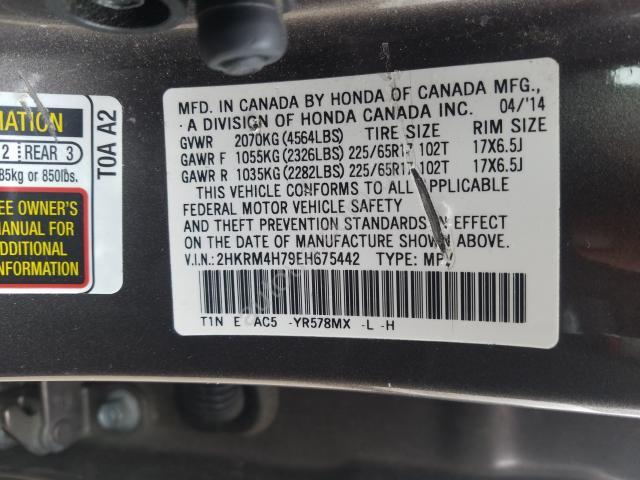 MATION
2 REAR 3
85kg or 850lbs.
EE OWNER'S
MANUAL FOR
ADDITIONAL
INFORMATION
TOA A2
MFD. IN CANADA BY HONDA OF CANADA MFG.,
A DIVISION OF HONDA CANADA INC. 04/'14
GVWR 2070KG (4564LBS) TIRE SIZE RIM SIZE
GAWR F 1055KG (2326LBS) 225/65R17 102T 17X6.5J
GAWR R 1035KG (2282LBS) 225/65R17 102T 17X6.5J
THIS VEHICLE CONFORMS TO ALL APPLICABLE
FEDERAL MOTOR VEHICLE SAFETY
AND THEFT PREVENTION STANDARDS IN EFFECT
ON THE DATE OF MANUFACTURE SHOWN ABOVE.
V.I.N.: 2HKRM4H79EH675442 TYPE: MPV
T1N E AC5 -YR578MX -L -H